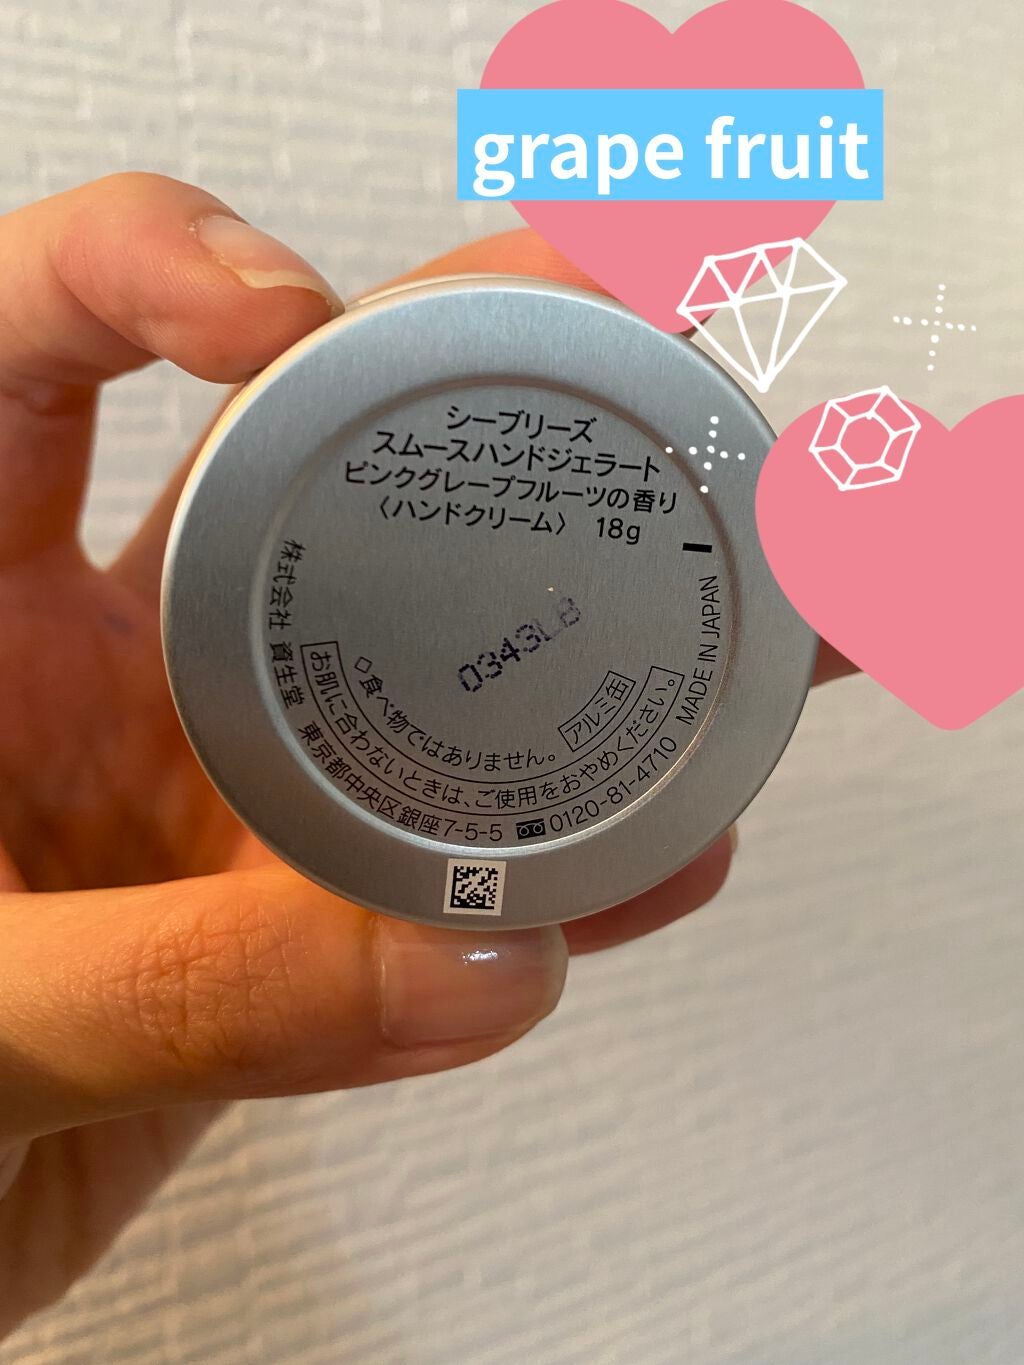 grape fruit
シーブリーズ
スムースハンドジェラート
ピンクグレープフルーツの香り
〈ハンドクリーム〉 18g
0343LB
◇食べ物ではありません。 アルミ缶
お肌に合わないときは、ご使用をおやめください。
株式会社 資生堂 東京都中央区銀座7-5-5 0120-81-4710 MADE IN JAPAN